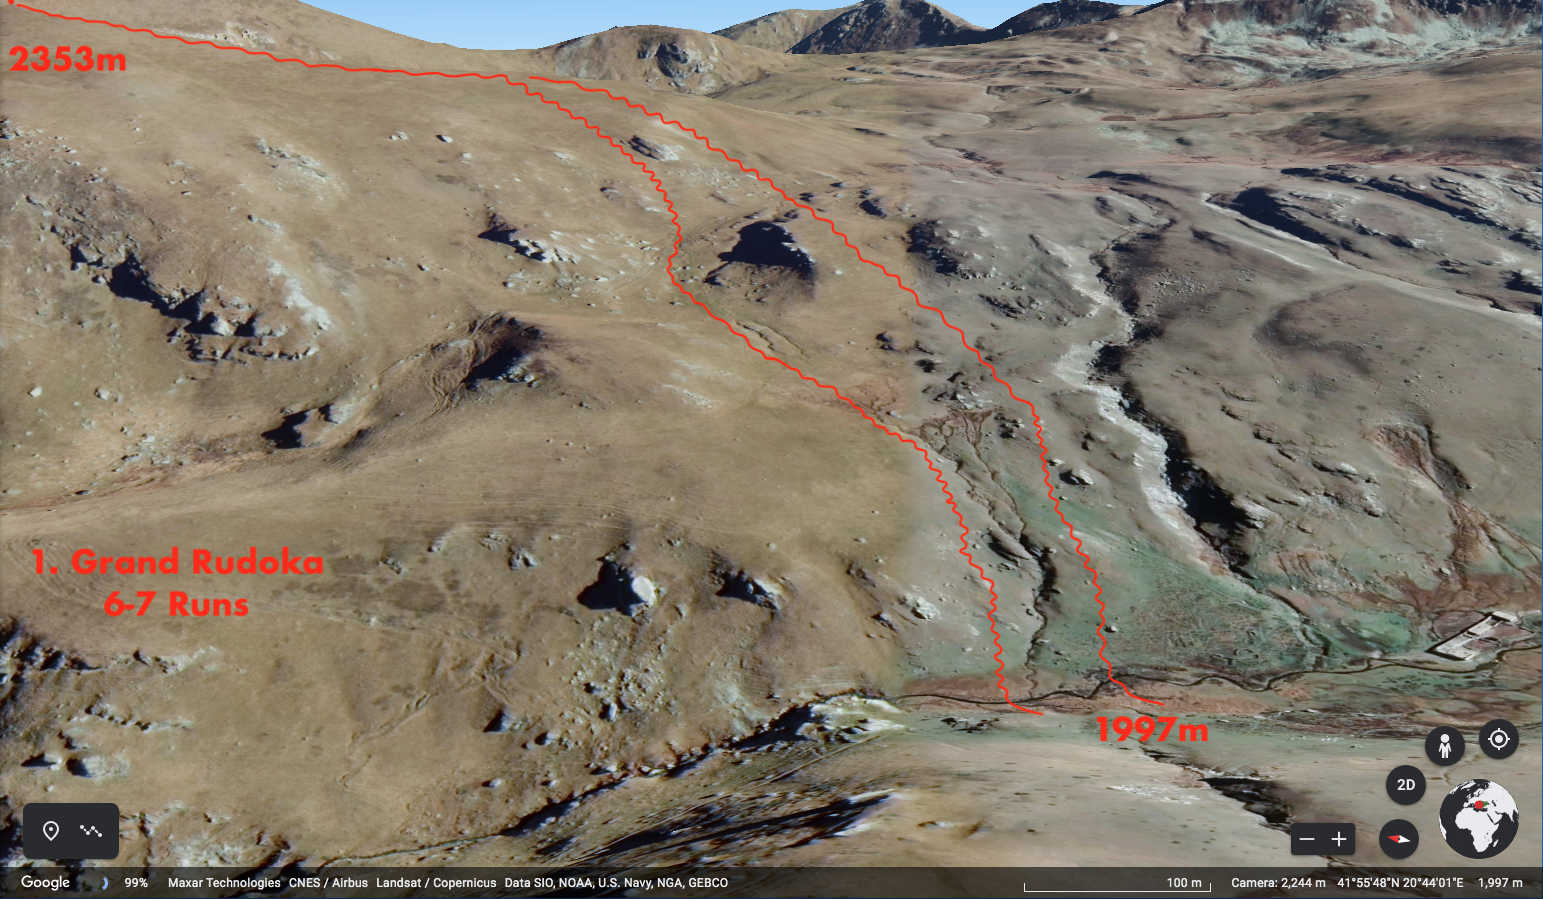 2353m
1. Grand Rudoka
6-7 Runs
1997m
2D
Google
99%
Maxar Technologies CNES / Airbus Landsat / Copernicus Data SIO, NOAA, U.S. Navy, NGA, GEBCO
100 m
Camera: 2,244 m 41°55'48"N 20°44'01"E 1,997 m